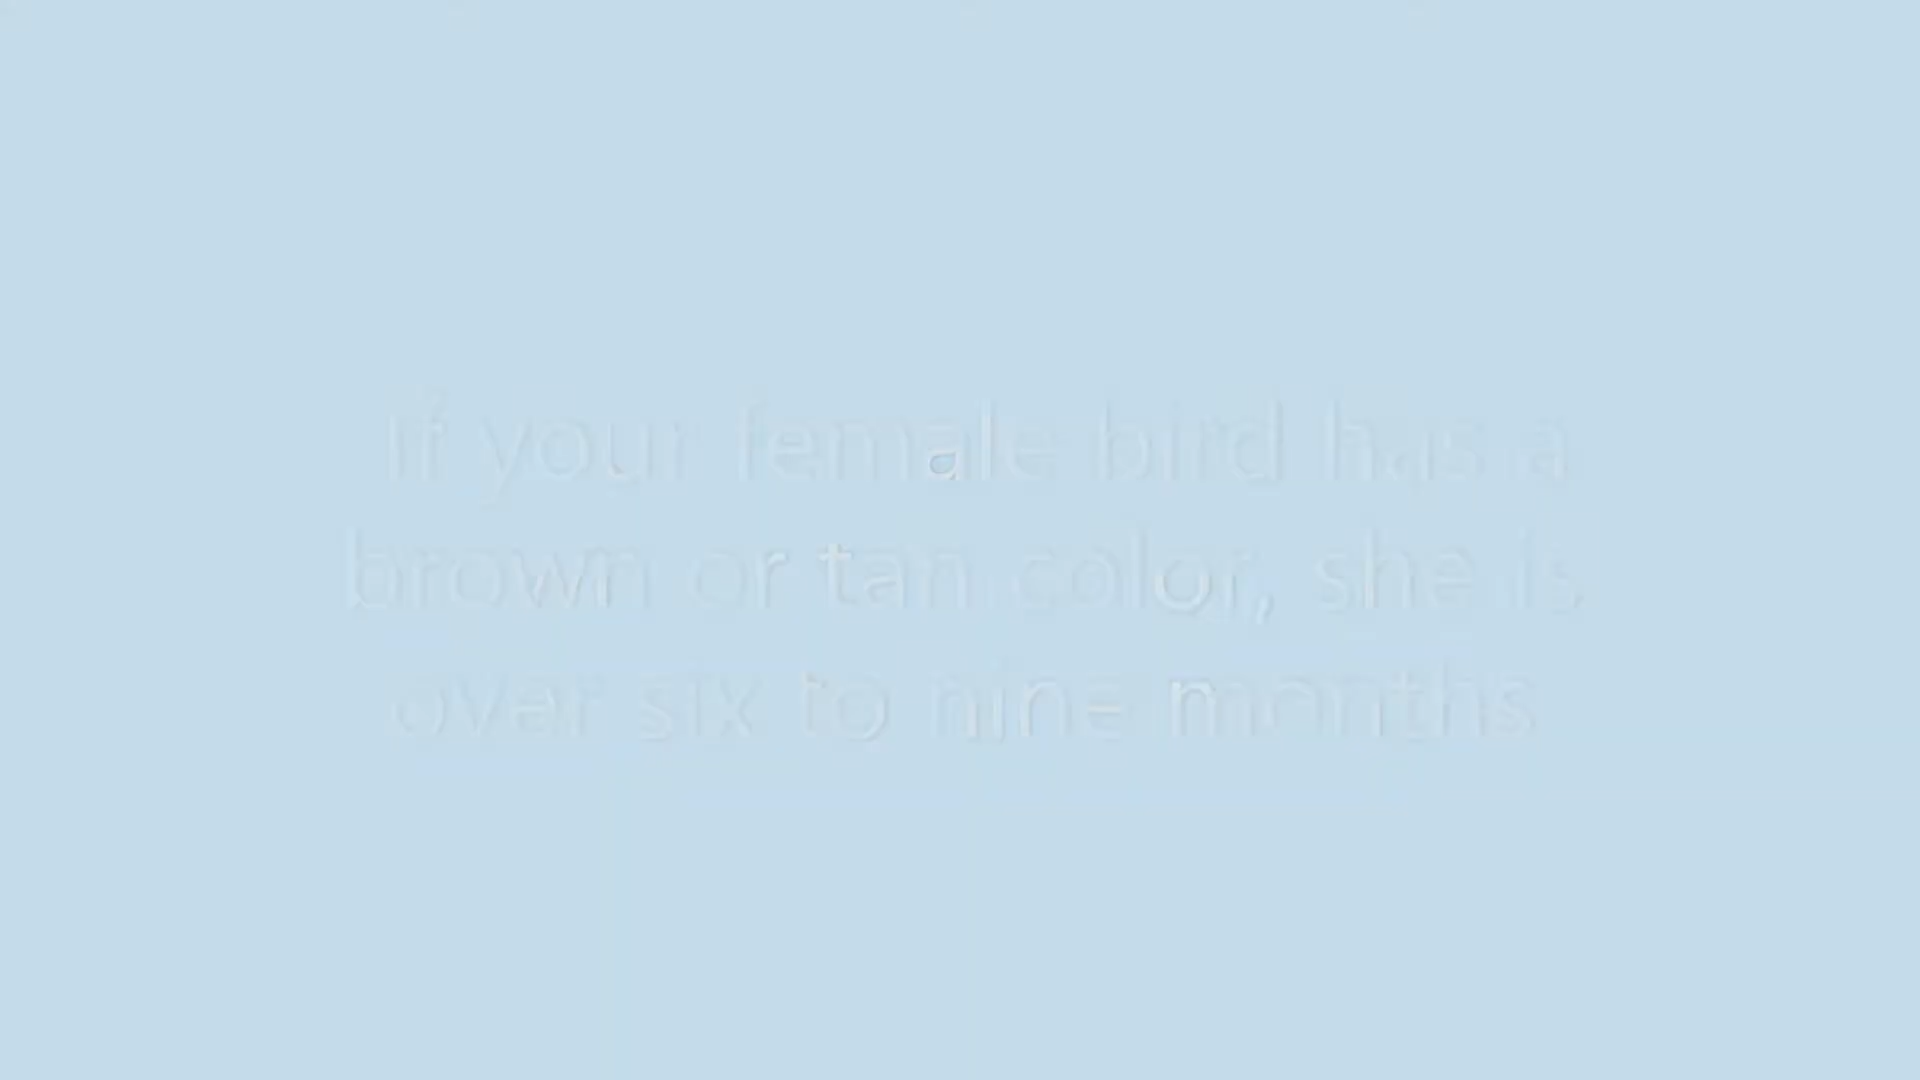 If your female bird has a
brown or tan color, she is
over six to nine months